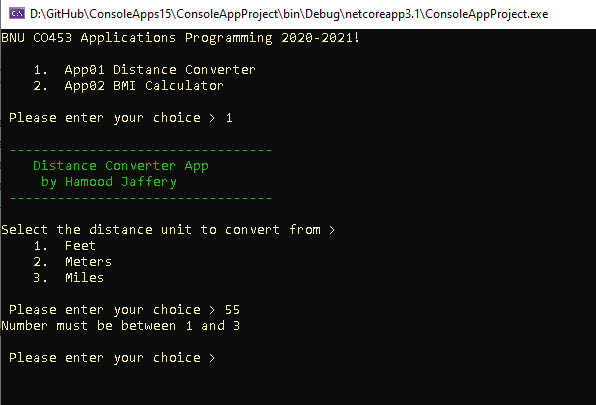 D:\GitHub\ConsoleApps15\ConsoleAppProject\bin\Debug\netcoreapp3.1\ConsoleAppProject.exe
BNU CO453 Applications Programming 2020-2021!
1. App01 Distance Converter
2. App02 BMI Calculator
Please enter your choice > 1
---------------------------------
Distance Converter App
by Hamood Jaffery
---------------------------------
Select the distance unit to convert from >
1. Feet
2. Meters
3. Miles
Please enter your choice > 55
Number must be between 1 and 3
Please enter your choice >